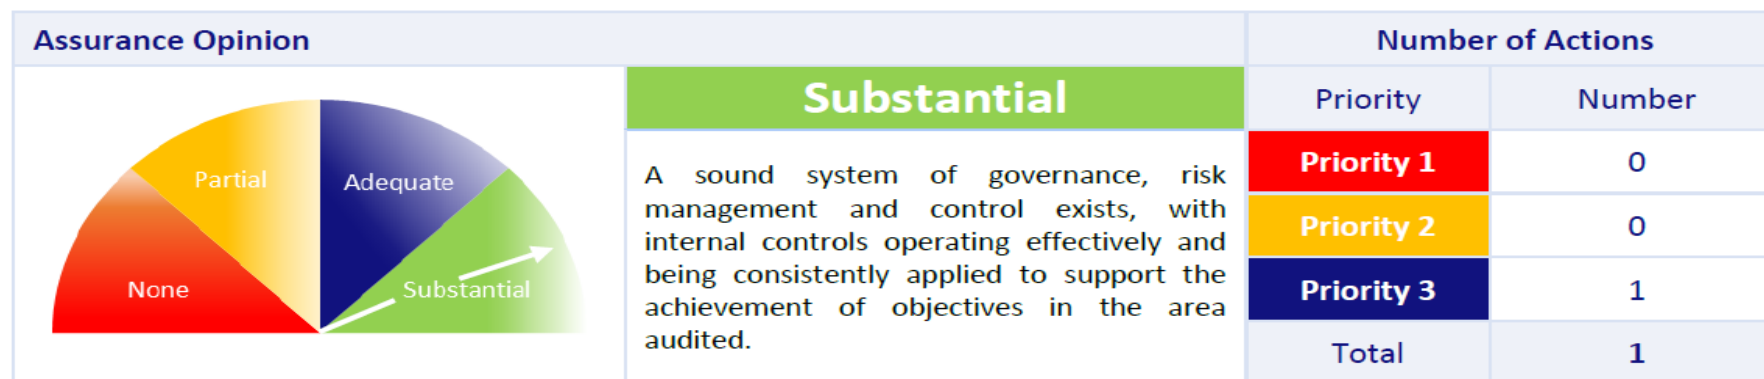 Assurance Opinion
Number of Actions
Substantial
Priority Number
Partial
Adequate
None
Substantial
A sound system of governance, risk
management and control exists, with
internal controls operating effectively and
being consistently applied to support the
achievement of objectives in the area
audited.
Priority 1 0
Priority 2 0
Priority 3 1
Total 1